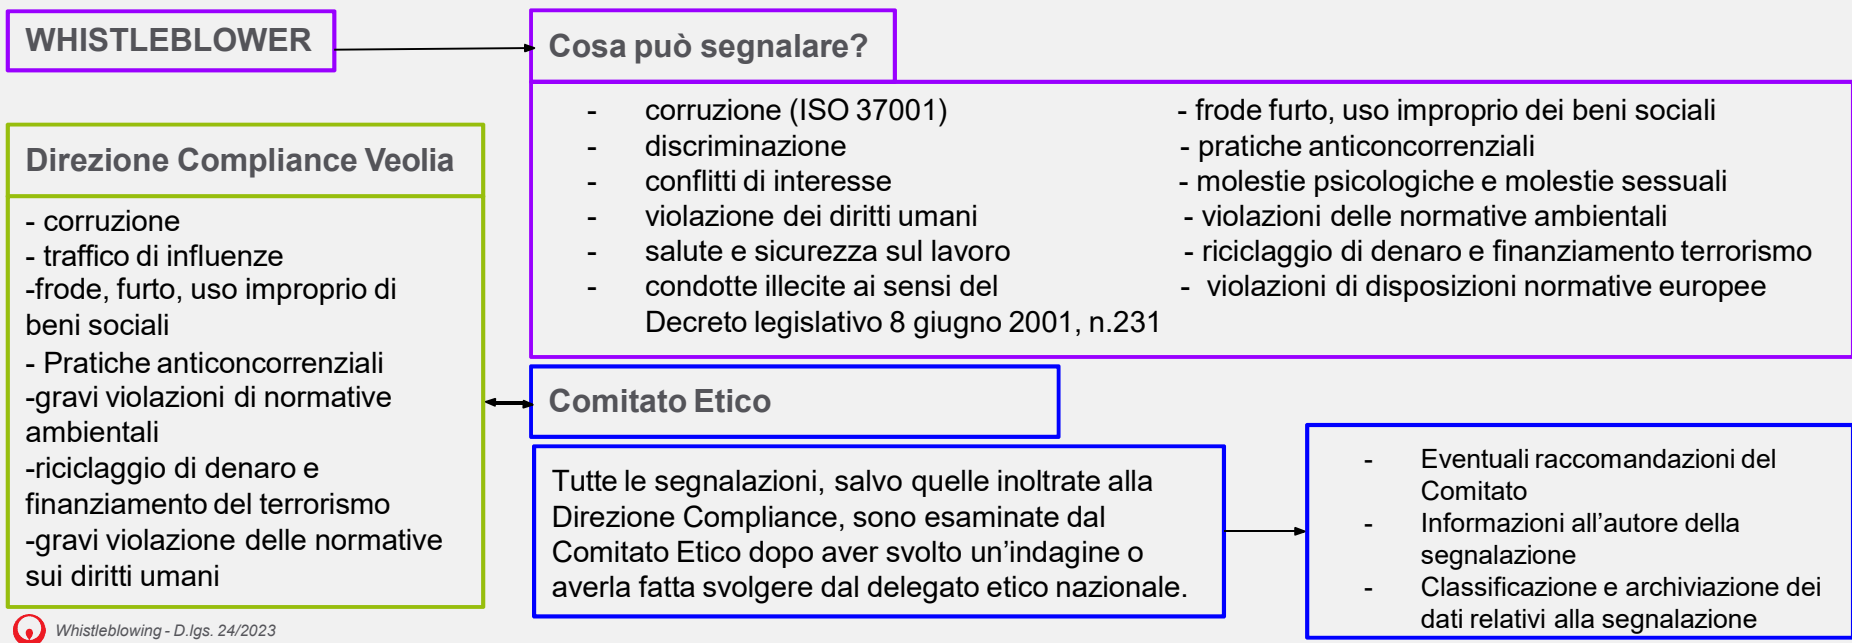 WHISTLEBLOWER
Cosa può segnalare?
- corruzione (ISO 37001)
- discriminazione
- conflitti di interesse
- violazione dei diritti umani
- salute e sicurezza sul lavoro
- condotte illecite ai sensi del
Decreto legislativo 8 giugno 2001, n.231
- frode furto, uso improprio dei beni sociali
- pratiche anticoncorrenziali
- molestie psicologiche e molestie sessuali
- violazioni delle normative ambientali
- riciclaggio di denaro e finanziamento terrorismo
- violazioni di disposizioni normative europee
Direzione Compliance Veolia
- corruzione
- traffico di influenze
-frode, furto, uso improprio di
beni sociali
- Pratiche anticoncorrenziali
-gravi violazioni di normative
ambientali
-riciclaggio di denaro e
finanziamento del terrorismo
-gravi violazione delle normative
sui diritti umani
Comitato Etico
Tutte le segnalazioni, salvo quelle inoltrate alla
Direzione Compliance, sono esaminate dal
Comitato Etico dopo aver svolto un'indagine o
averla fatta svolgere dal delegato etico nazionale.
- Eventuali raccomandazioni del
Comitato
- Informazioni all'autore della
segnalazione
- Classificazione e archiviazione dei
dati relativi alla segnalazione
Whistleblowing - D.lgs. 24/2023